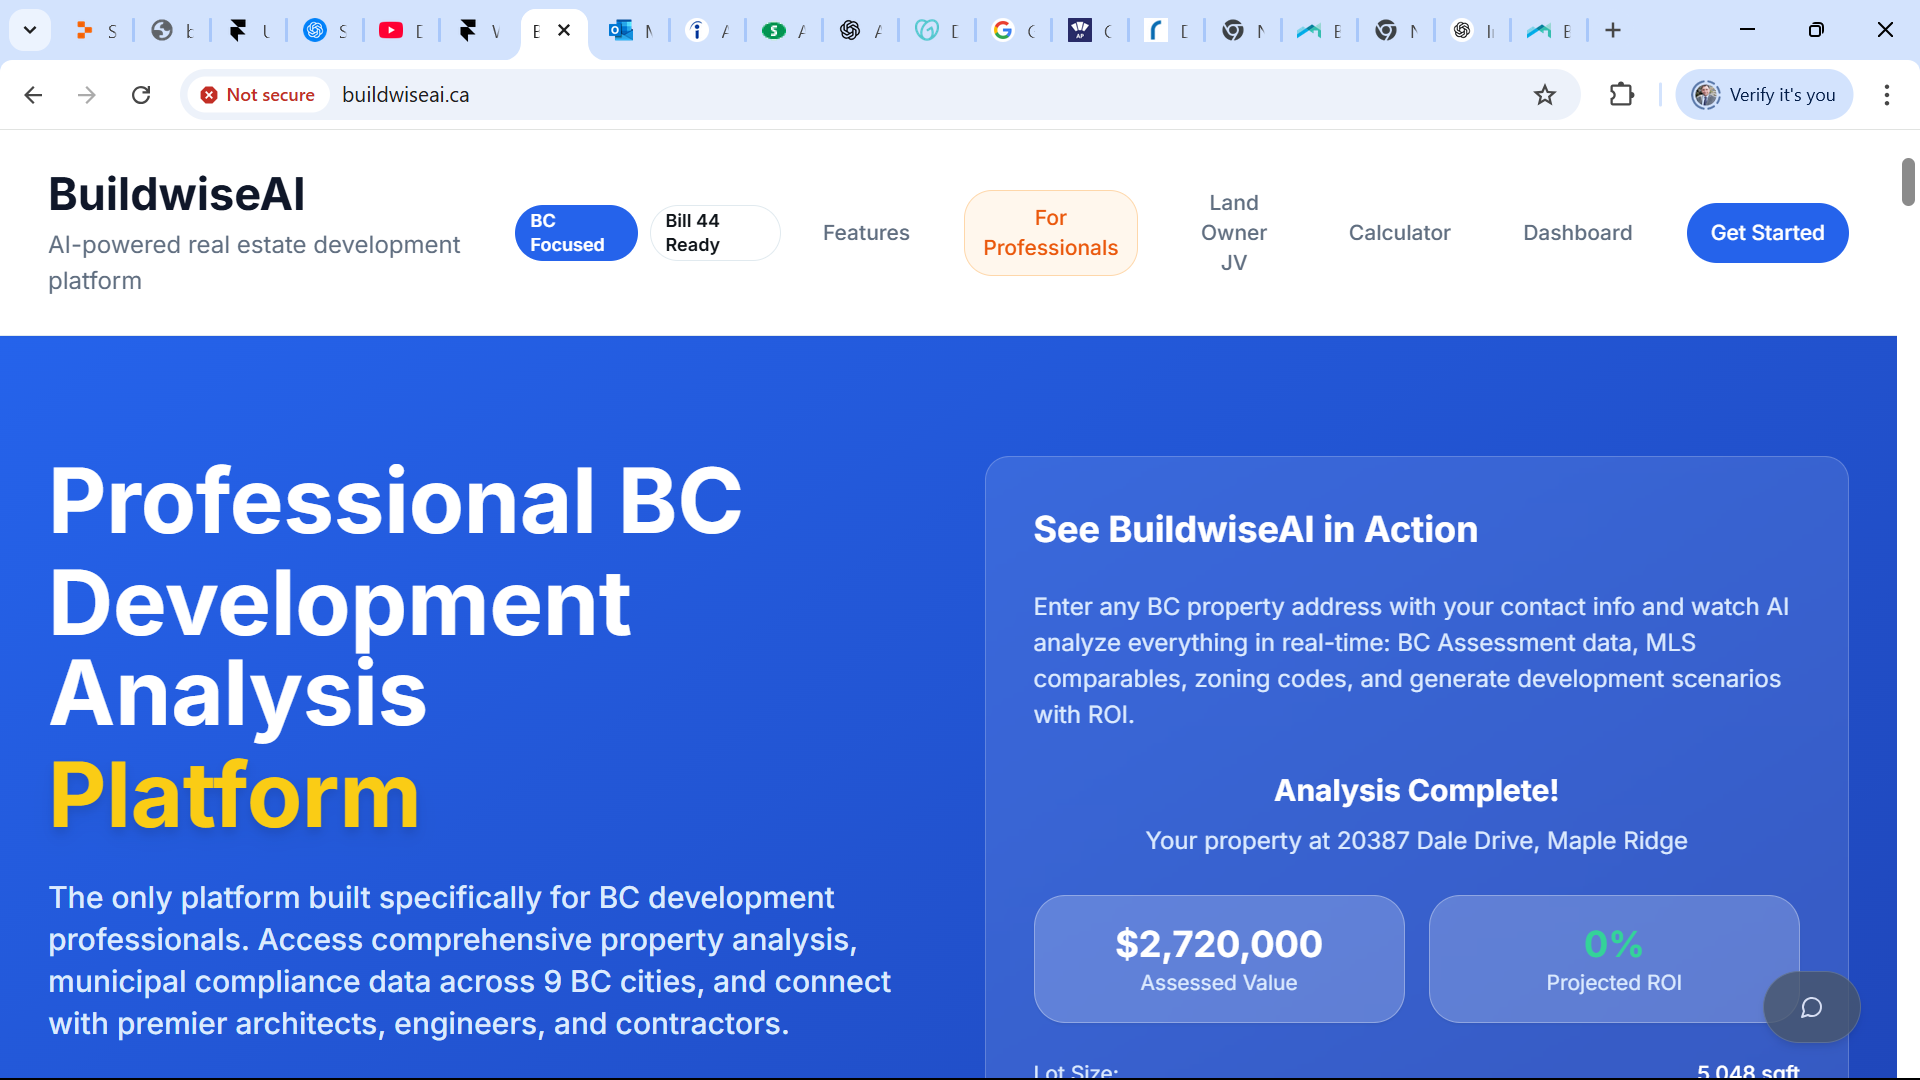 S
U
S
D
V
E
M
A
A
A
D
C
C
D
N
E
N
I
E
Not secure
buildwiseai.ca
Verify it's you
BuildwiseAI
AI-powered real estate development
platform
BC
Focused
Bill 44
Ready
Features
For
Professionals
Land
Owner
JV
Calculator
Dashboard
Get Started
Professional BC
Development
Analysis
Platform
The only platform built specifically for BC development
professionals. Access comprehensive property analysis,
municipal compliance data across 9 BC cities, and connect
with premier architects, engineers, and contractors.
See BuildwiseAI in Action
Enter any BC property address with your contact info and watch AI
analyze everything in real-time: BC Assessment data, MLS
comparables, zoning codes, and generate development scenarios
with ROI.
Analysis Complete!
Your property at 20387 Dale Drive, Maple Ridge
$2,720,000
Assessed Value
0%
Projected ROI
Lot Size:
5,048 sqft